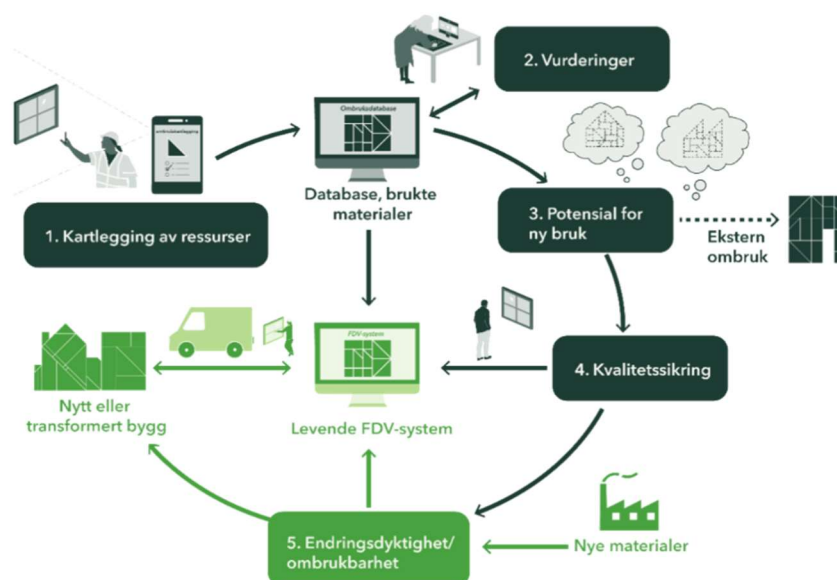 2. Vurderinger
Ombruksdatabase
Database, brukte
materialer
1. Kartlegging av ressurser
3. Potensial for
ny bruk
Ekstern
ombruk
FDV-system
4. Kvalitetssikring
Nytt eller
transformert bygg
Levende FDV-system
5. Endringsdyktighet/
ombrukbarhet
Nye materialer